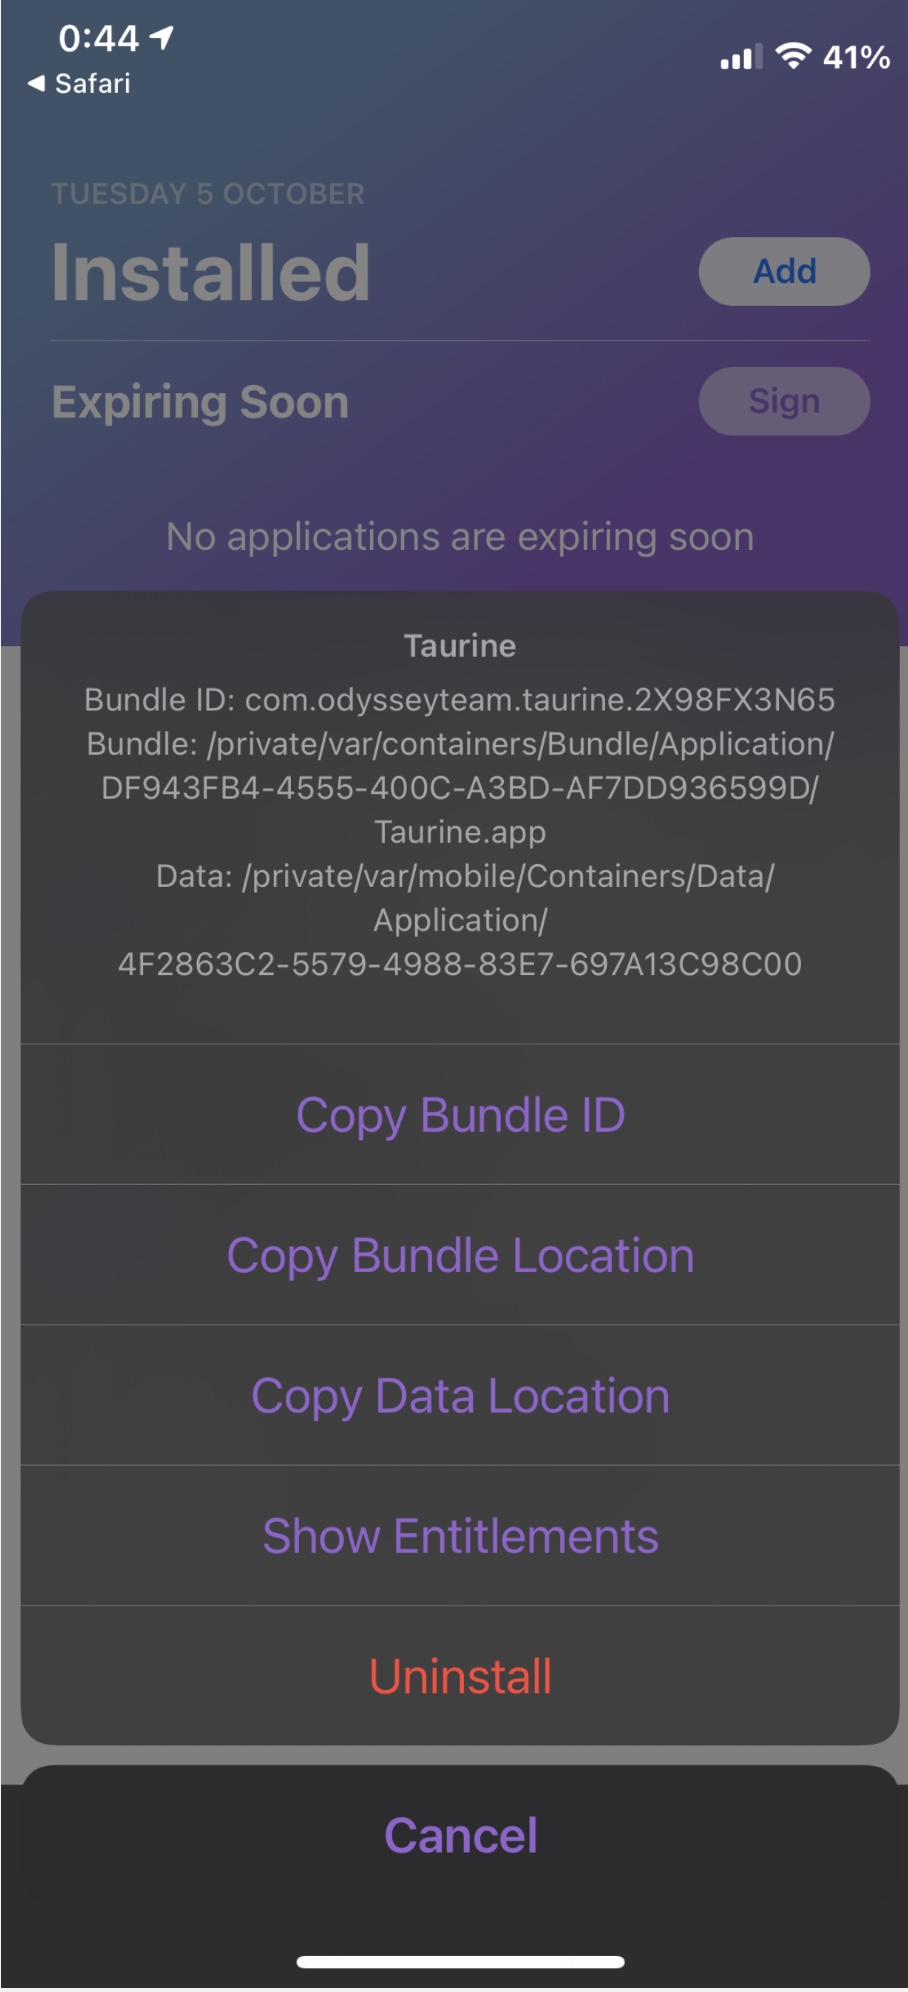 0:44
41%
Safari
TUESDAY 5 OCTOBER
Installed
Add
Expiring Soon
Sign
No applications are expiring soon
Taurine
Bundle ID: com.odysseyteam.taurine.2X98FX3N65
Bundle: /private/var/containers/Bundle/Application/
DF943FB4-4555-400C-A3BD-AF7DD936599D/
Taurine.app
Data: /private/var/mobile/Containers/Data/
Application/
4F2863C2-5579-4988-83E7-697A13C98C00
Copy Bundle ID
Copy Bundle Location
Copy Data Location
Show Entitlements
Uninstall
Cancel